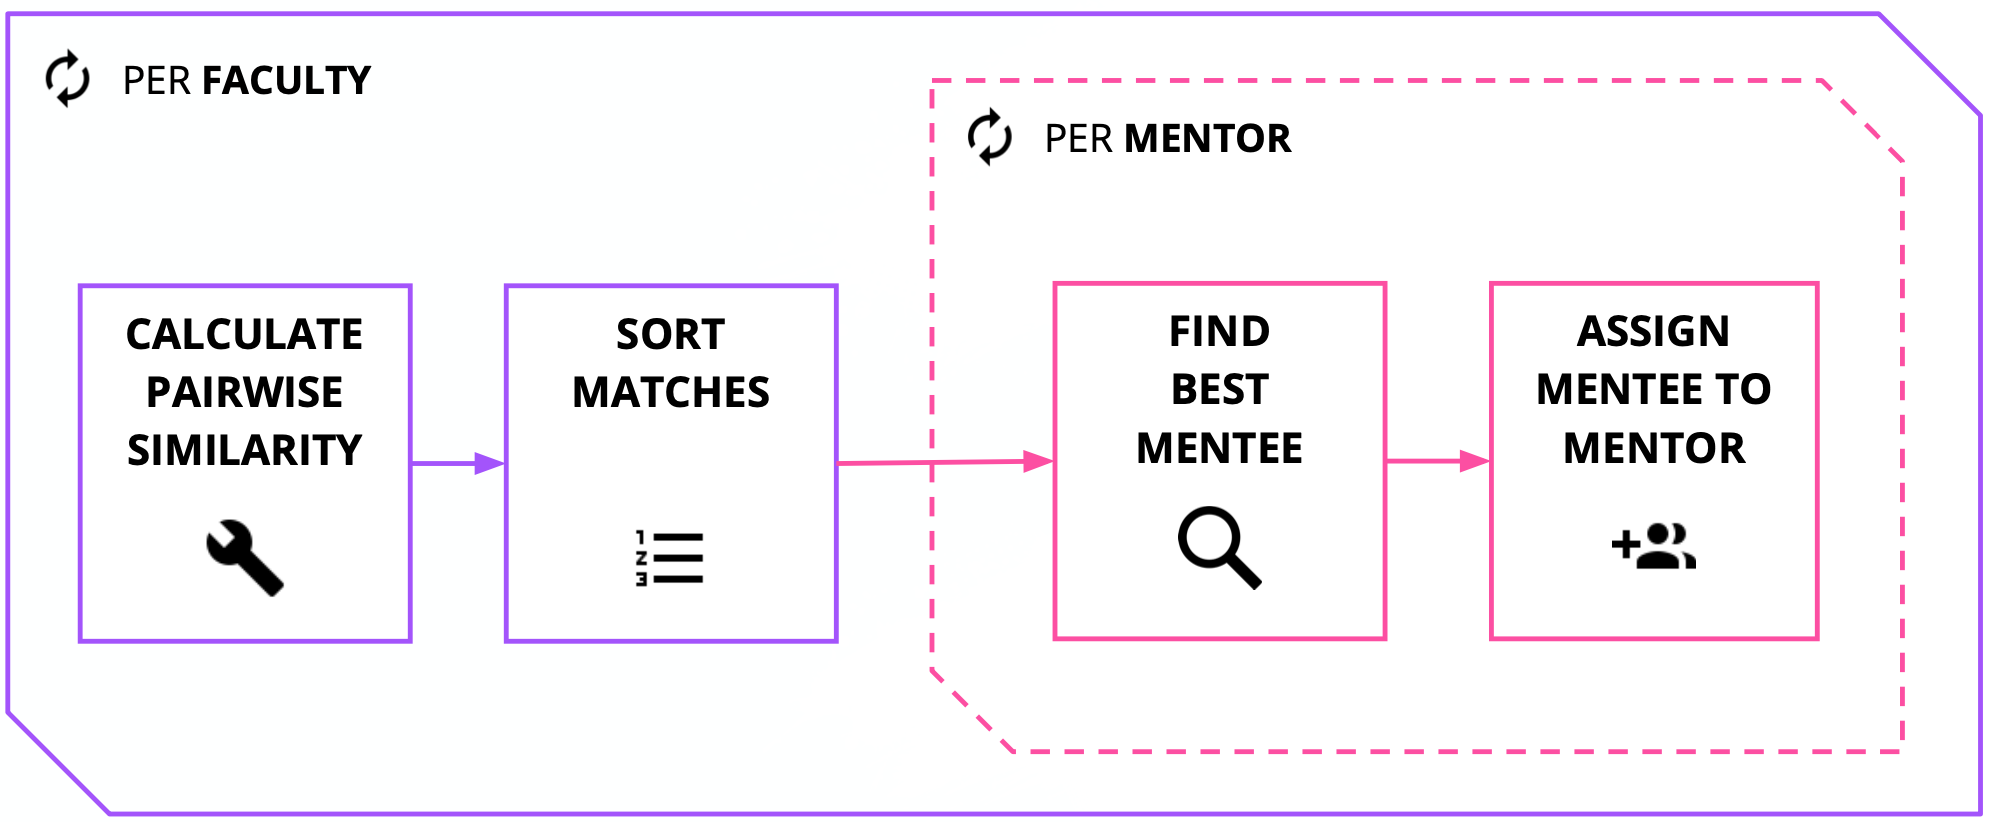 PER FACULTY
PER MENTOR
CALCULATE
PAIRWISE
SIMILARITY
SORT
MATCHES
1
2
3
FIND
BEST
MENTEE
ASSIGN
MENTEE TO
MENTOR